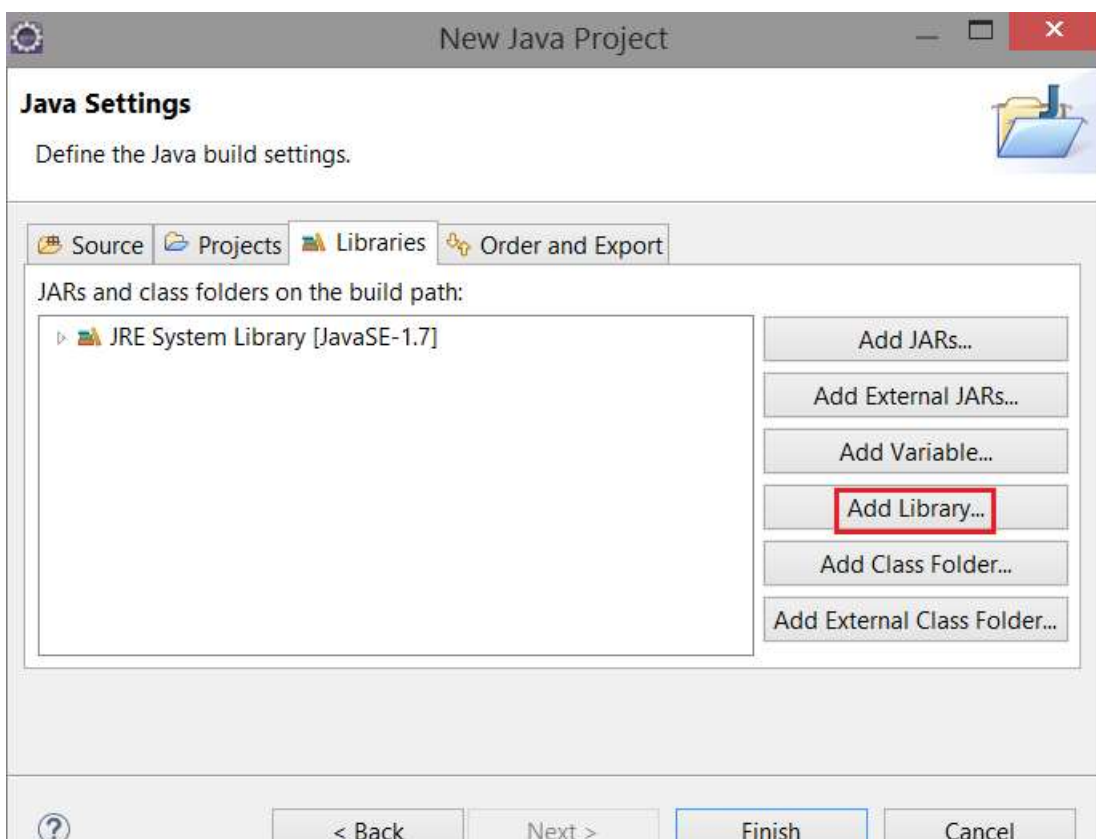 New Java Project
Java Settings
Define the Java build settings.
Source Projects Libraries Order and Export
JARs and class folders on the build path:
JRE System Library [JavaSE-1.7]
Add JARs...
Add External JARs...
Add Variable...
Add Library...
Add Class Folder...
Add External Class Folder...
< Back Next > Finish Cancel